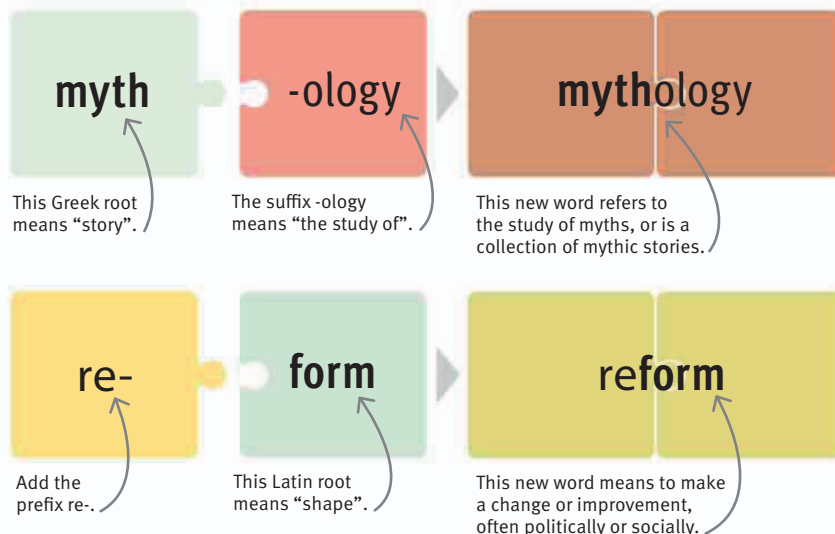 myth
-ology
mythology
This Greek root
means “story”.
The suffix -ology
means “the study of”.
This new word refers to
the study of myths, or is a
collection of mythic stories.
re-
form
reform
Add the
prefix re-.
This Latin root
means “shape”.
This new word means to make
a change or improvement,
often politically or socially.